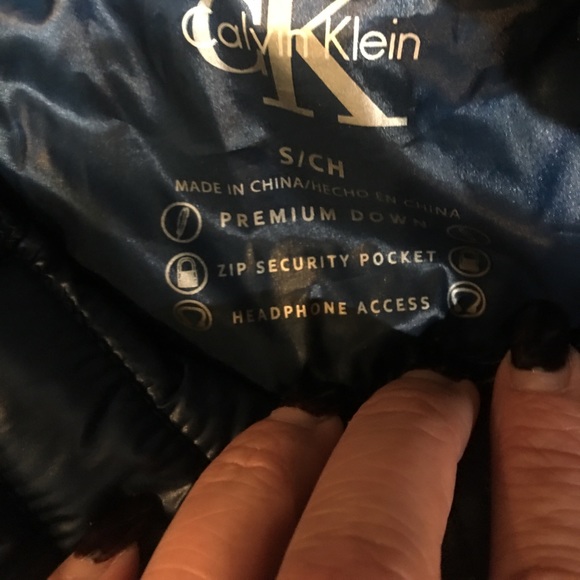 CK
Calvin Klein
S/CH
MADE IN CHINA/HECHO EN CHINA
PREMIUM DOWN
ZIP SECURITY POCKET
HEADPHONE ACCESS